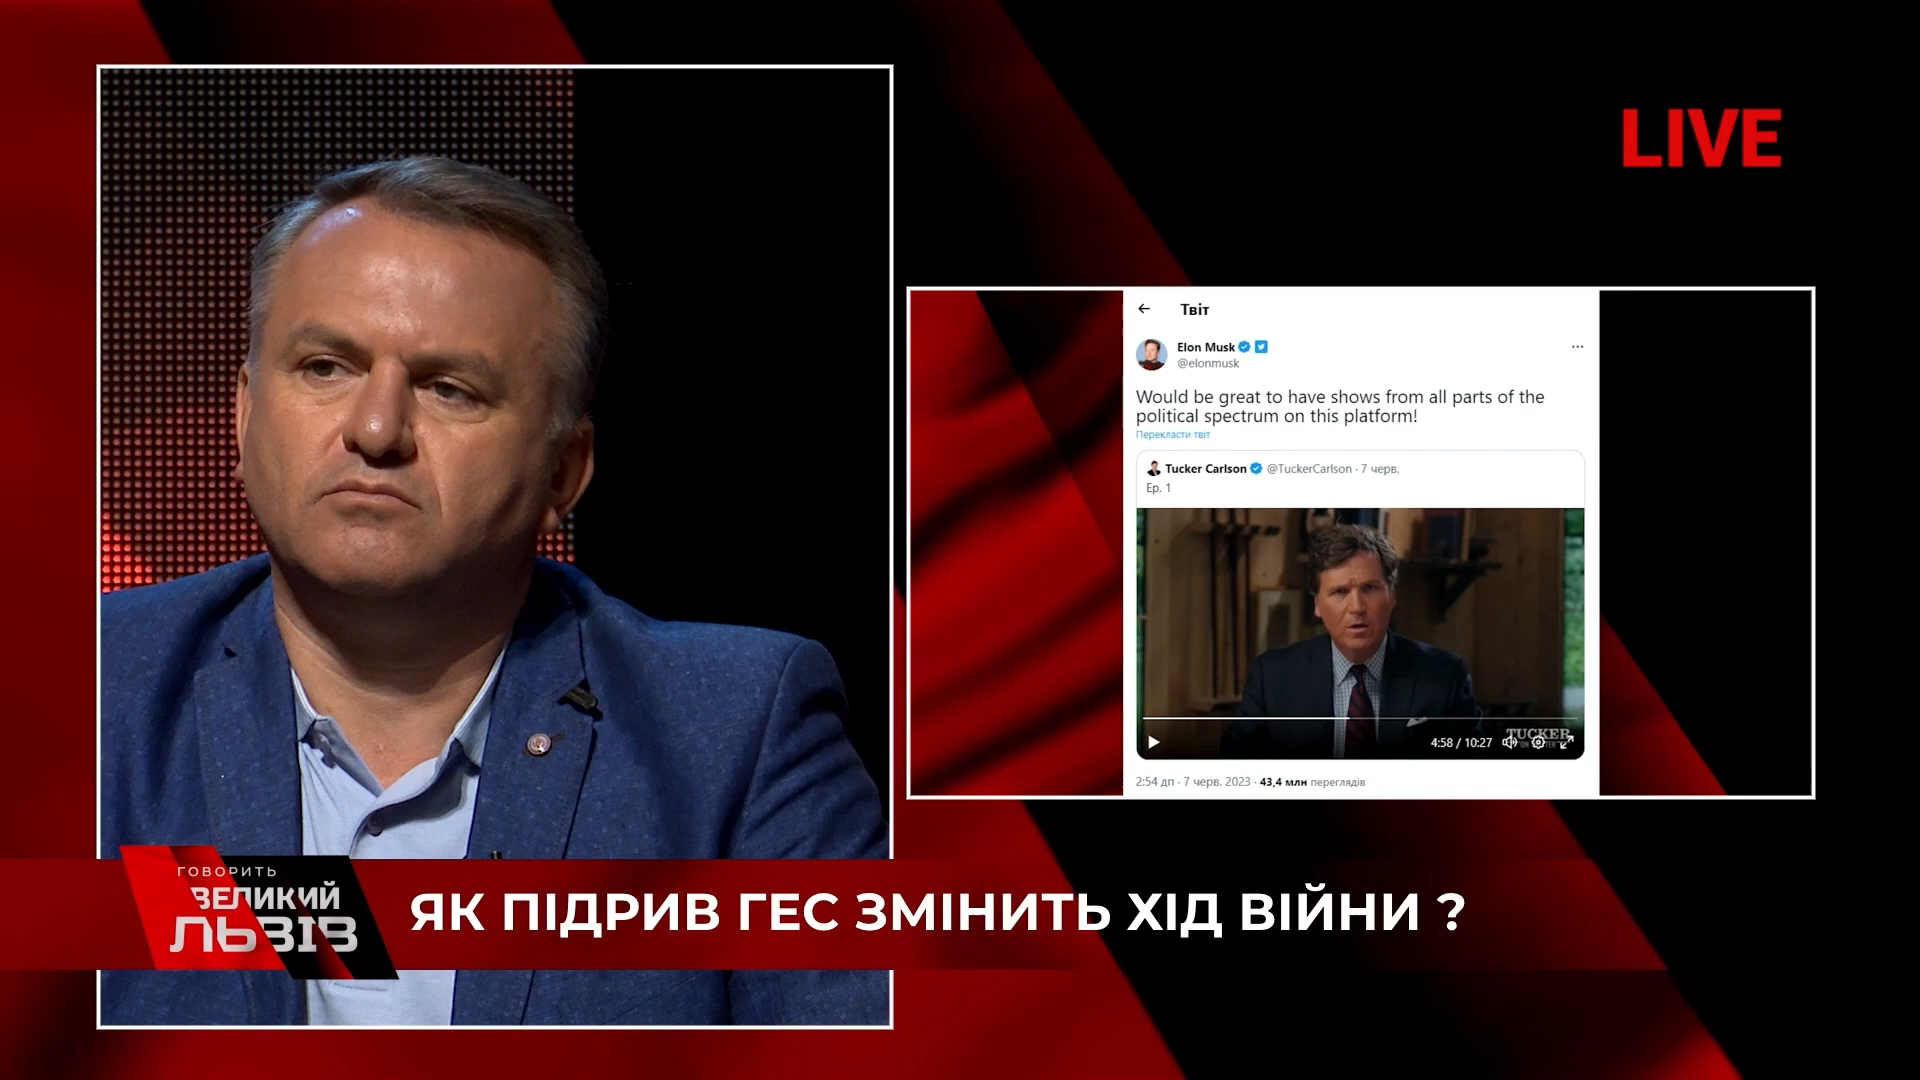 LIVE
Твіт
Elon Musk
@elonmusk
Would be great to have shows from all parts of the
political spectrum on this platform!
Перекласти твіт
Tucker Carlson @TuckerCarlson · 7 черв.
Ep. 1
TUCKER
4:58 / 10:27
2:54 дп · 7 черв. 2023 · 43,4 млн переглядів
ГОВОРИТЬ
ВЕЛИКИЙ
ЛЬВІВ
ЯК ПІДРИВ ГЕС ЗМІНИТЬ ХІД ВІЙНИ ?